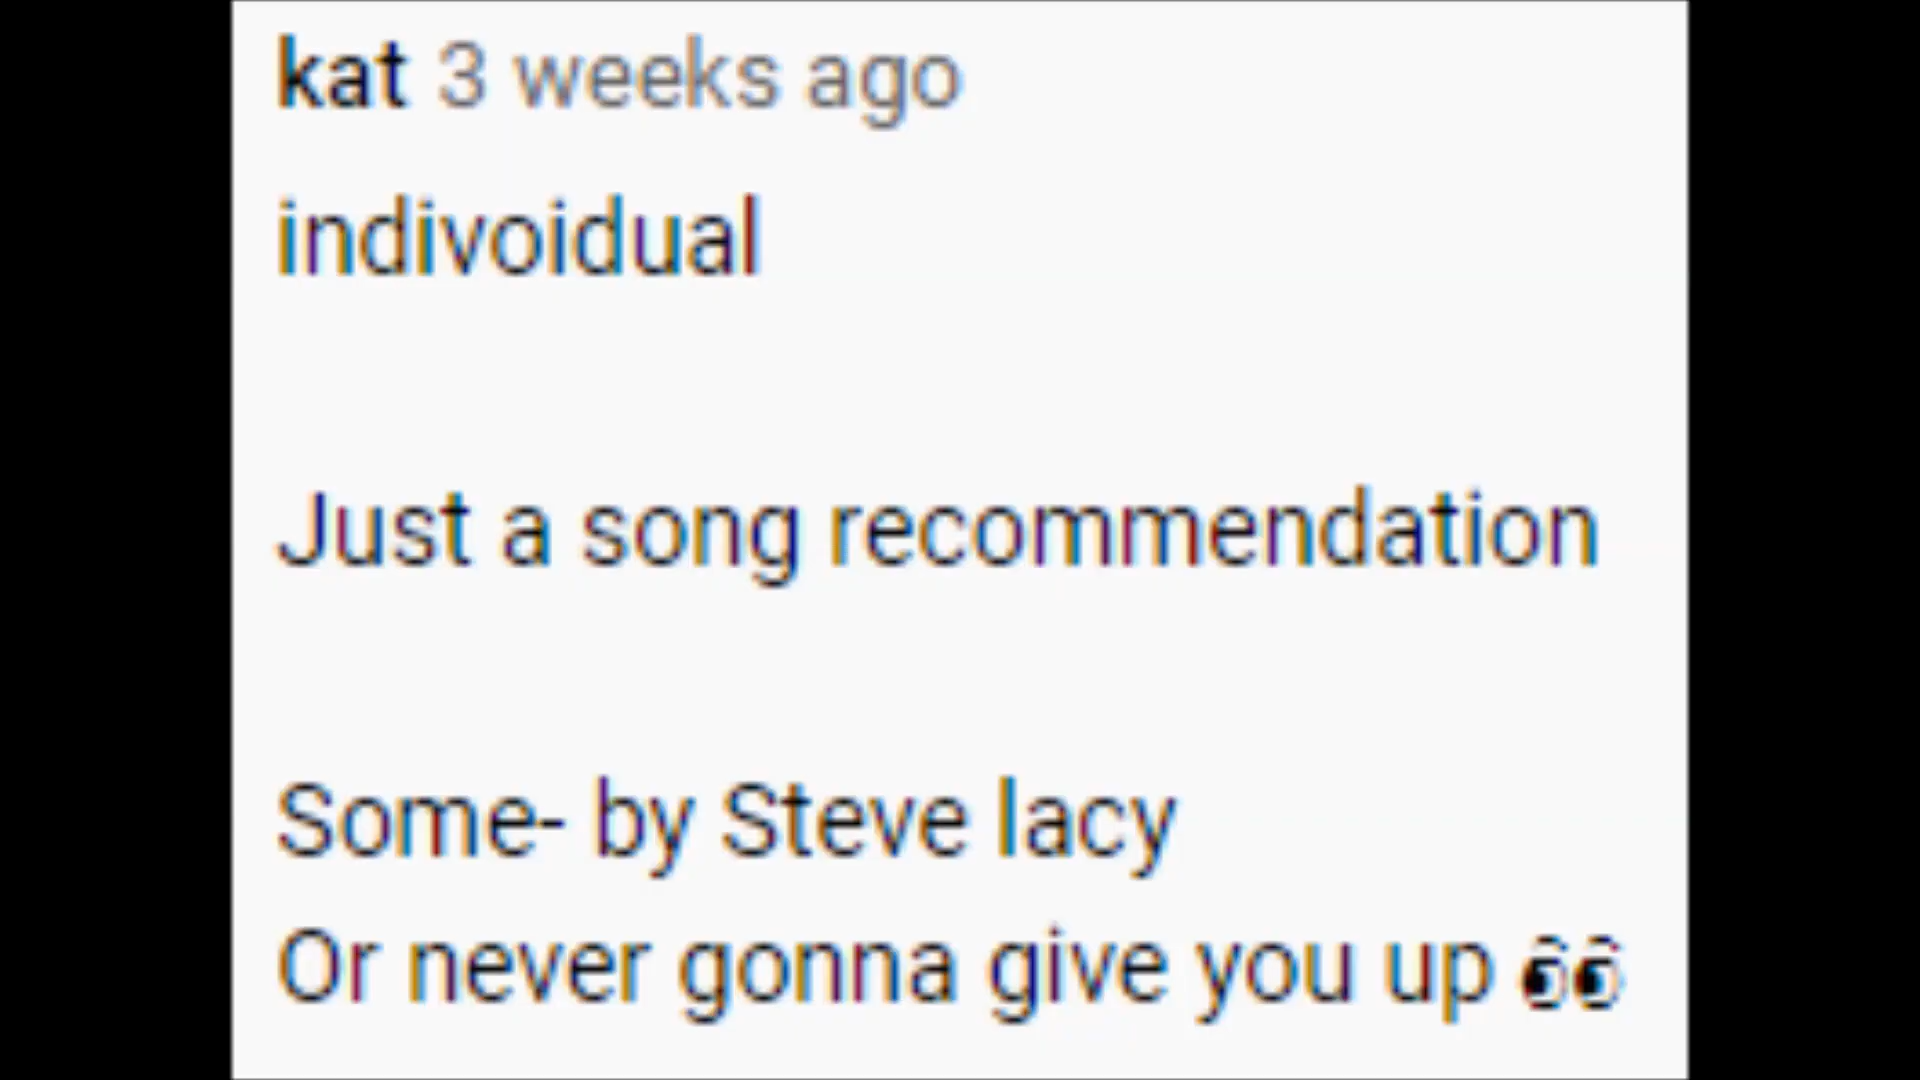 kat 3 weeks ago
indivoidual
Just a song recommendation
Some- by Steve lacy
Or never gonna give you up 👀